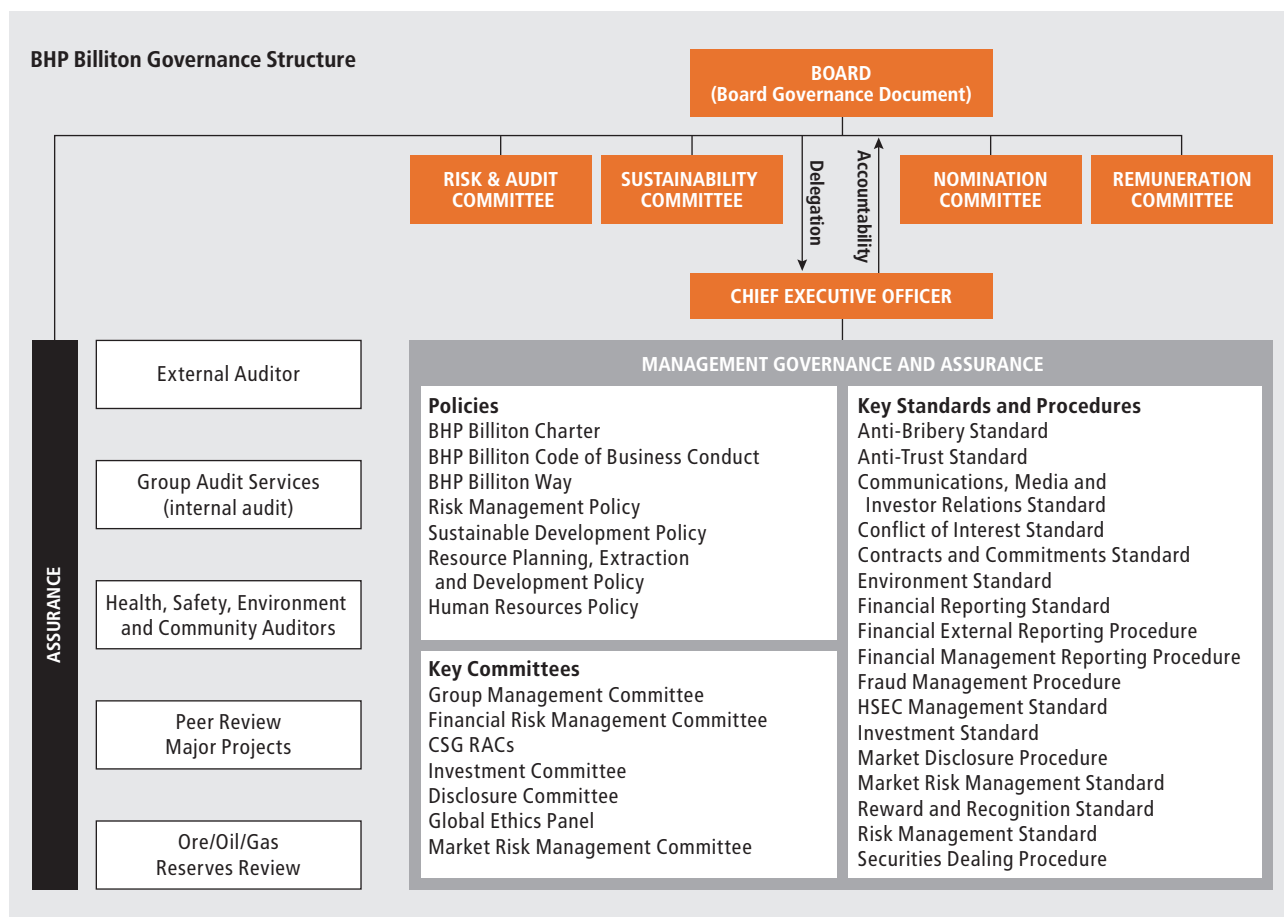 BHP Billiton Governance Structure
BOARD
(Board Governance Document)
RISK & AUDIT
COMMITTEE
SUSTAINABILITY
COMMITTEE
Delegation
Accountability
NOMINATION
COMMITTEE
REMUNERATION
COMMITTEE
CHIEF EXECUTIVE OFFICER
ASSURANCE
External Auditor
Group Audit Services
(internal audit)
Health, Safety, Environment
and Community Auditors
Peer Review
Major Projects
Ore/Oil/Gas
Reserves Review
MANAGEMENT GOVERNANCE AND ASSURANCE
Policies
BHP Billiton Charter
BHP Billiton Code of Business Conduct
BHP Billiton Way
Risk Management Policy
Sustainable Development Policy
Resource Planning, Extraction
and Development Policy
Human Resources Policy
Key Committees
Group Management Committee
Financial Risk Management Committee
CSG RACs
Investment Committee
Disclosure Committee
Global Ethics Panel
Market Risk Management Committee
Key Standards and Procedures
Anti-Bribery Standard
Anti-Trust Standard
Communications, Media and
Investor Relations Standard
Conflict of Interest Standard
Contracts and Commitments Standard
Environment Standard
Financial Reporting Standard
Financial External Reporting Procedure
Financial Management Reporting Procedure
Fraud Management Procedure
HSEC Management Standard
Investment Standard
Market Disclosure Procedure
Market Risk Management Standard
Reward and Recognition Standard
Risk Management Standard
Securities Dealing Procedure